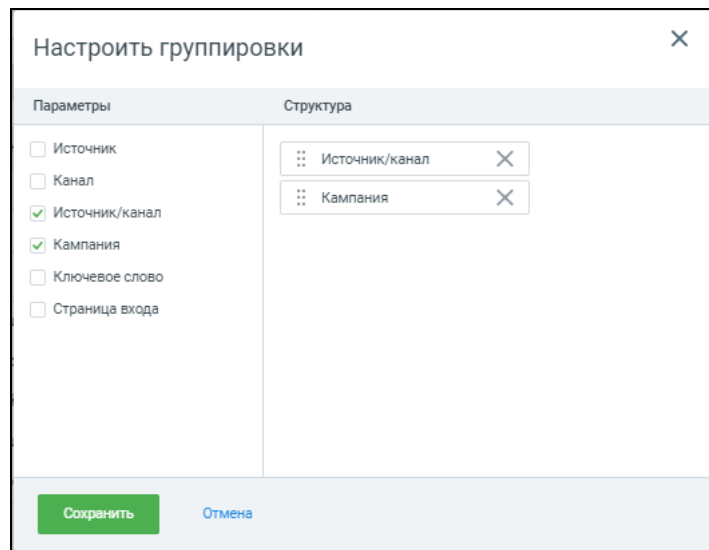 Настроить группировки
Параметры
Структура
Источник
Канал
Источник/канал
Кампания
Ключевое слово
Страница входа
Источник/канал
Кампания
Сохранить
Отмена